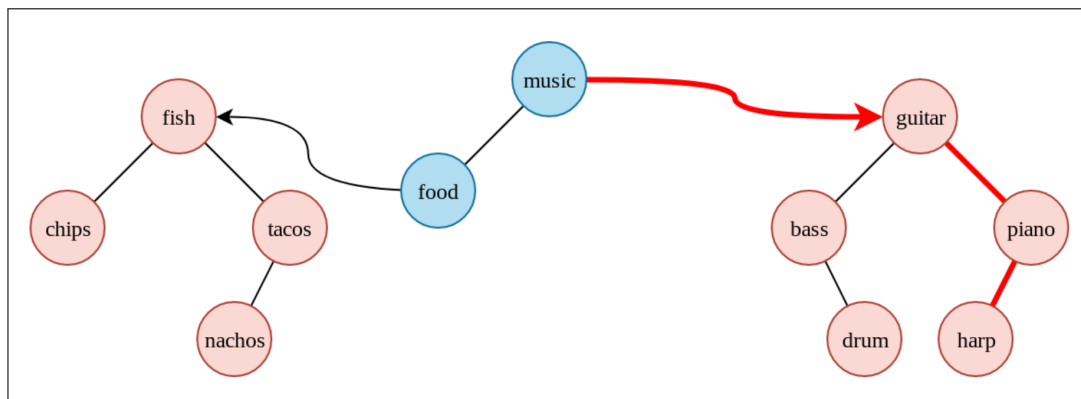 music
fish
guitar
food
chips
tacos
bass
piano
nachos
drum
harp